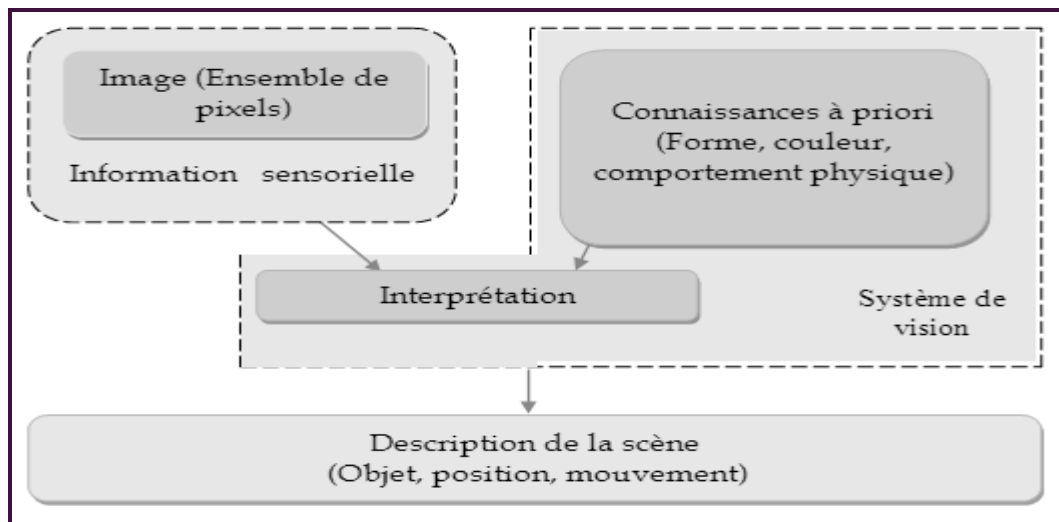 Image (Ensemble de
pixels)
Information sensorielle
Connaissances à priori
(Forme, couleur,
comportement physique)
Interprétation
Système de
vision
Description de la scène
(Objet, position, mouvement)